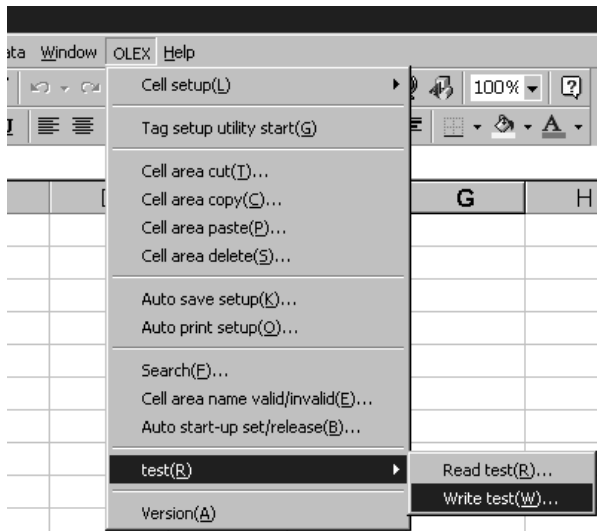 Window OLEX Help
Cell setup(L)
100%
Tag setup utility start(G)
Cell area cut(T)...
Cell area copy(C)...
Cell area paste(P)...
Cell area delete(S)...
G H
Auto save setup(K)...
Auto print setup(O)...
Search(F)...
Cell area name valid/invalid(E)...
Auto start-up set/release(B)...
test(R)
Read test(R)...
Write test(W)...
Version(A)